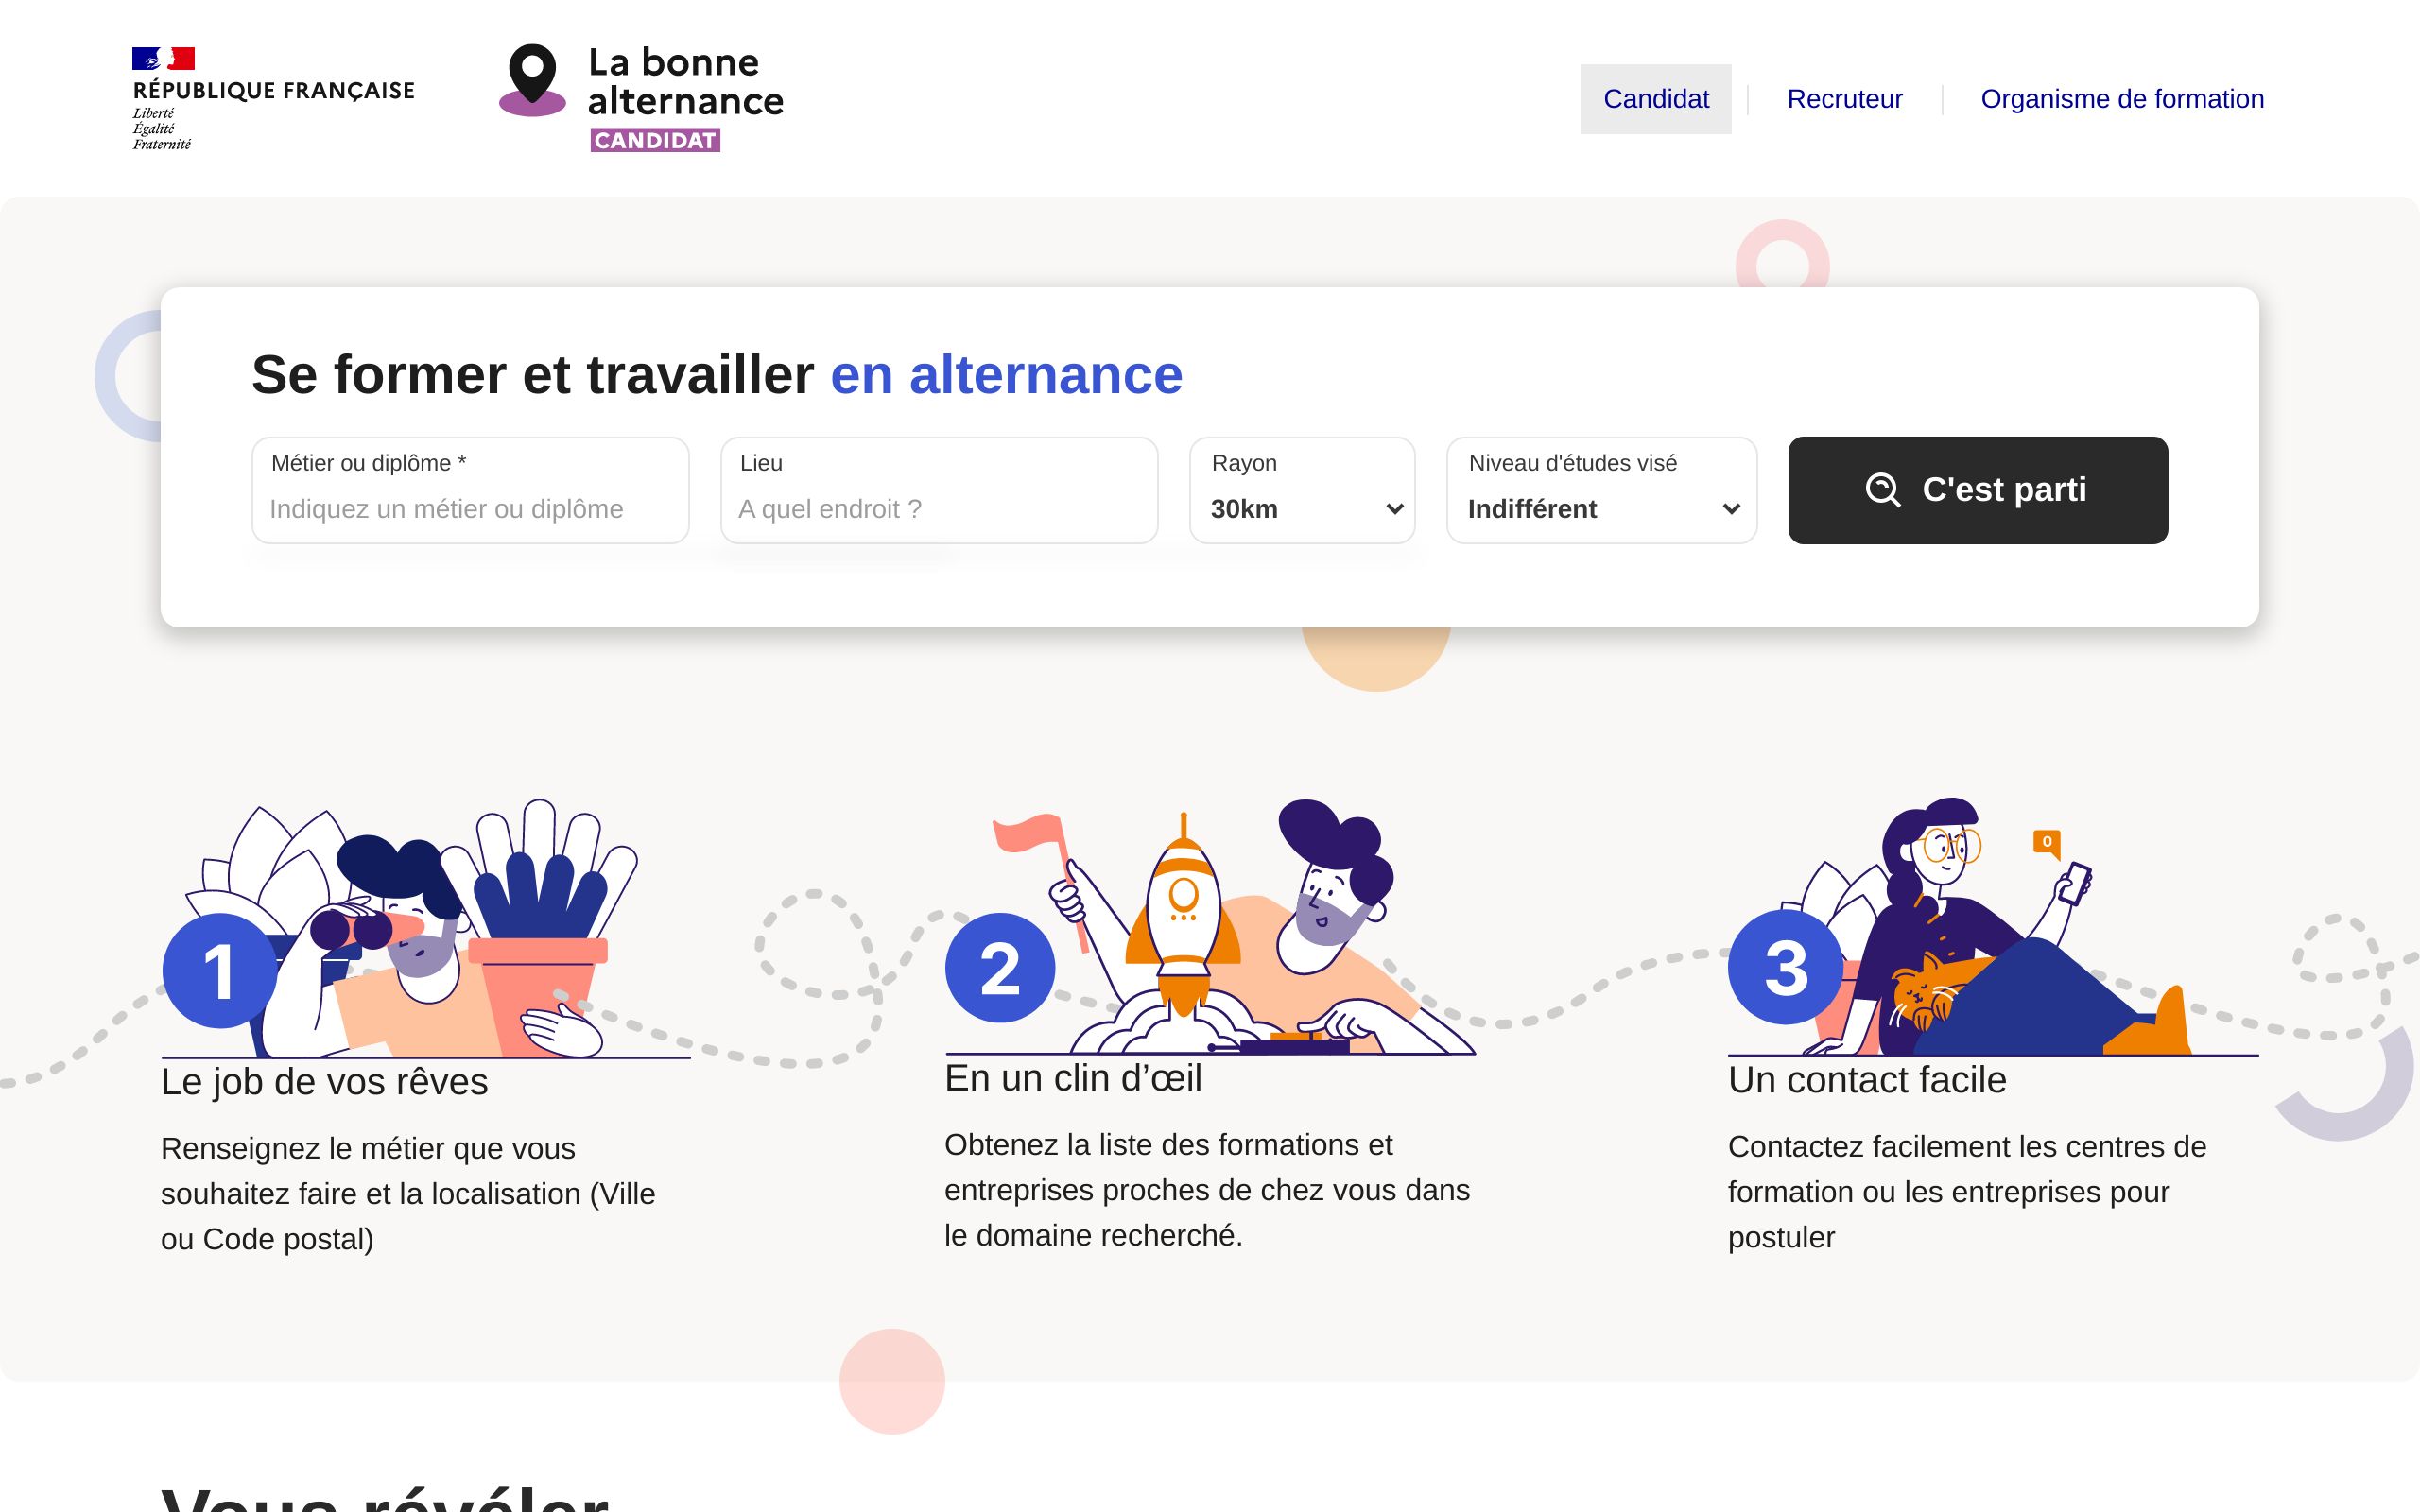 RÉPUBLIQUE FRANÇAISE
Liberté
Égalité
Fraternité
La bonne
alternance
CANDIDAT
Candidat
Recruteur
Organisme de formation
Se former et travailler en alternance
Métier ou diplôme *
Indiquez un métier ou diplôme
Lieu
A quel endroit ?
Rayon
30km
Niveau d'études visé
Indifférent
C'est parti
1
Le job de vos rêves
Renseignez le métier que vous
souhaitez faire et la localisation (Ville
ou Code postal)
2
En un clin d’œil
Obtenez la liste des formations et
entreprises proches de chez vous dans
le domaine recherché.
0
3
Un contact facile
Contactez facilement les centres de
formation ou les entreprises pour
postuler
Vous révéler